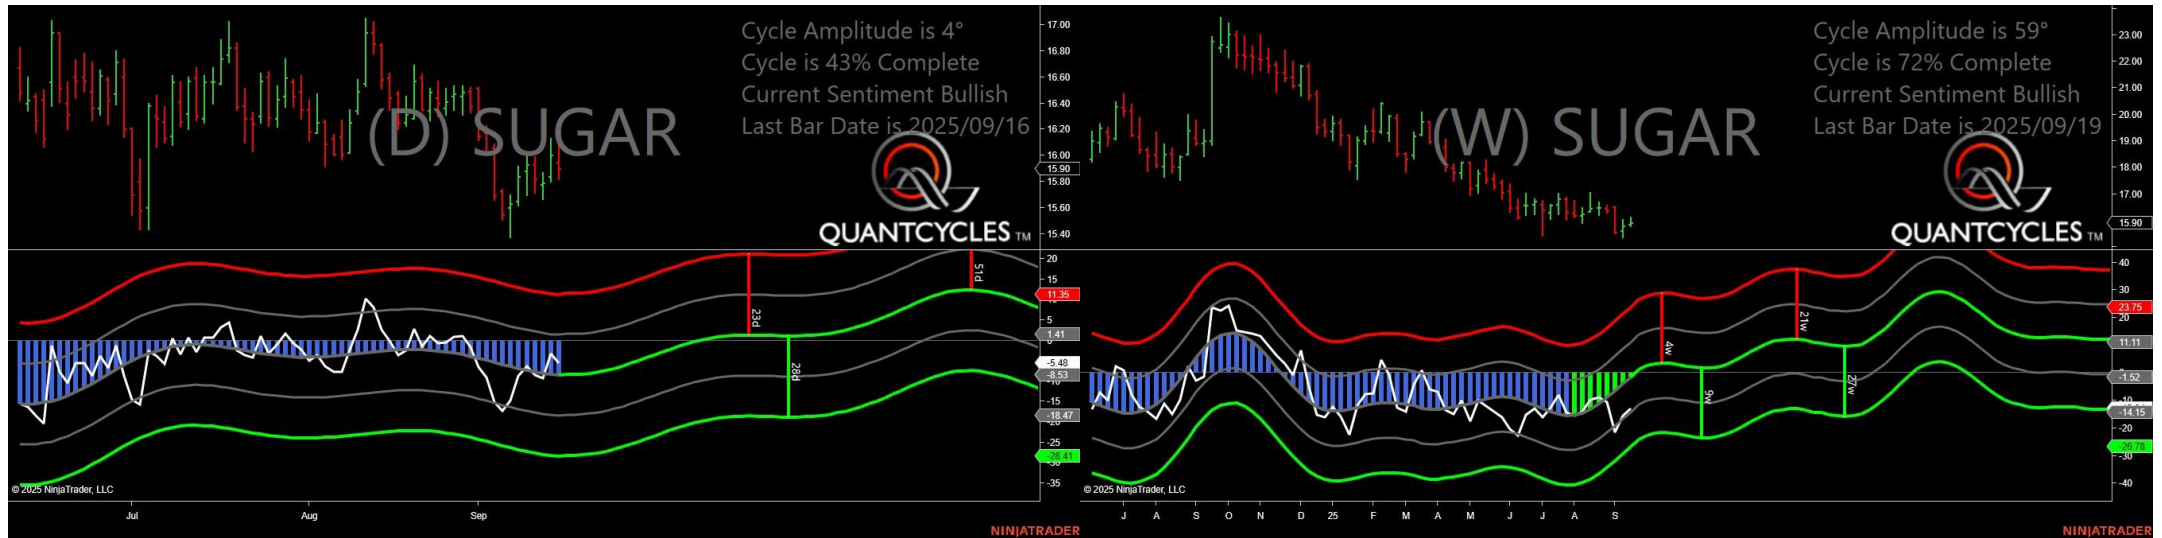 Cycle Amplitude is 4°
Cycle is 43% Complete
Current Sentiment Bullish
Last Bar Date is 2025/09/16
(D) SUGAR
QUANTCYCLES TM
17.00
16.80
16.60
16.40
16.20
16.00
15.90
15.80
15.60
15.40
20
15
11.35
5
1.41
-5.48
-8.53
-15
-18.47
-25
-28.41
-35
23d
28d
51d
© 2025 NinjaTrader, LLC
Jul
Aug
Sep
NINJATRADER
Cycle Amplitude is 59°
Cycle is 72% Complete
Current Sentiment Bullish
Last Bar Date is 2025/09/19
(W) SUGAR
QUANTCYCLES TM
23.00
22.00
21.00
20.00
19.00
18.00
17.00
15.90
40
30
23.75
20
11.11
-1.52
-10
-14.15
-20
-26.78
-30
-40
4w
9w
21w
27w
© 2025 NinjaTrader, LLC
J
A
S
O
N
D
25
F
M
A
M
J
J
A
S
NINJATRADER